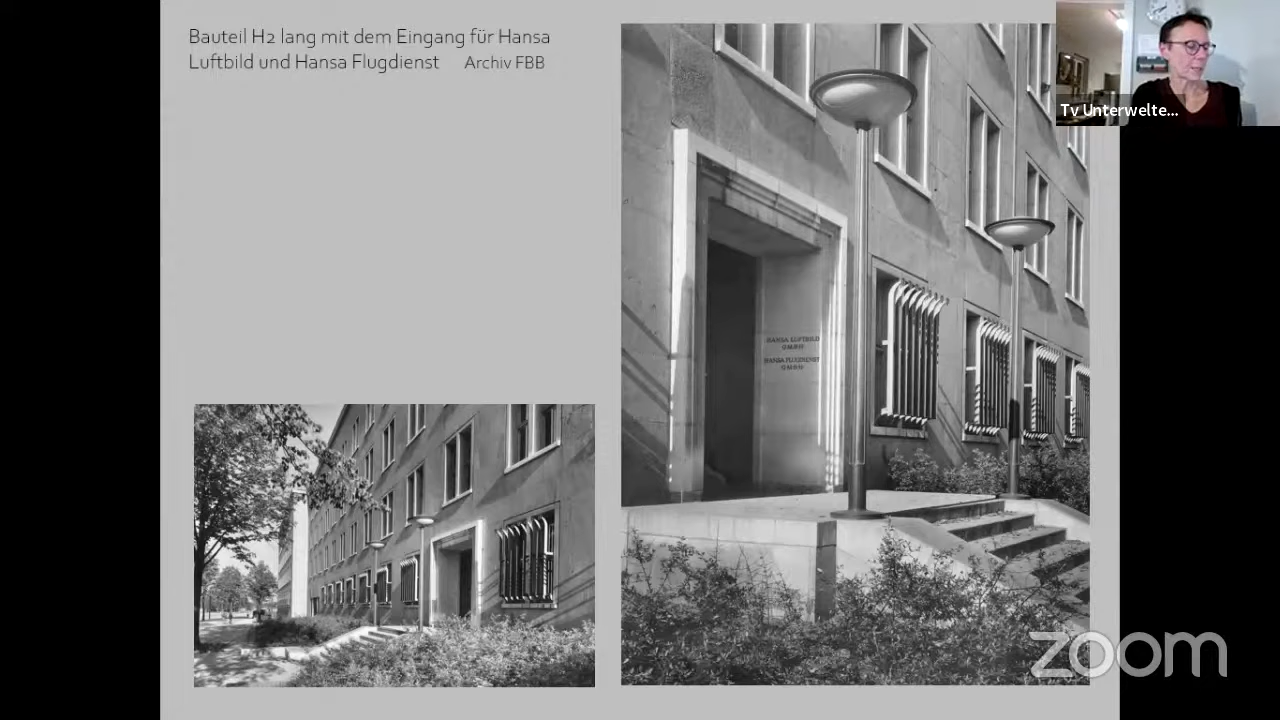 Bauteil H2 lang mit dem Eingang für Hansa
Luftbild und Hansa Flugdienst Archiv FBB
Tv Unterwelte...
HANSA LUFTBILD
GMBH
HANSA FLUGDIENST
GMBH
zoom